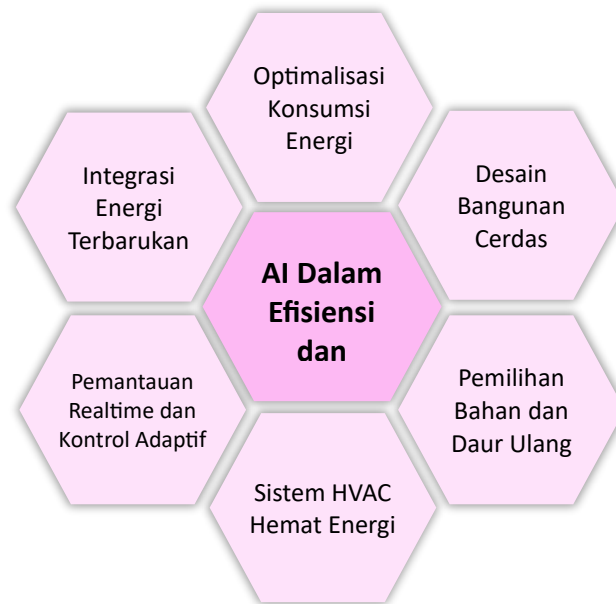 Optimalisasi
Konsumsi
Energi
Integrasi
Energi
Terbarukan
Desain
Bangunan
Cerdas
AI Dalam
Efisiensi
dan
Pemantauan
Realtime dan
Kontrol Adaptif
Pemilihan
Bahan dan
Daur Ulang
Sistem HVAC
Hemat Energi